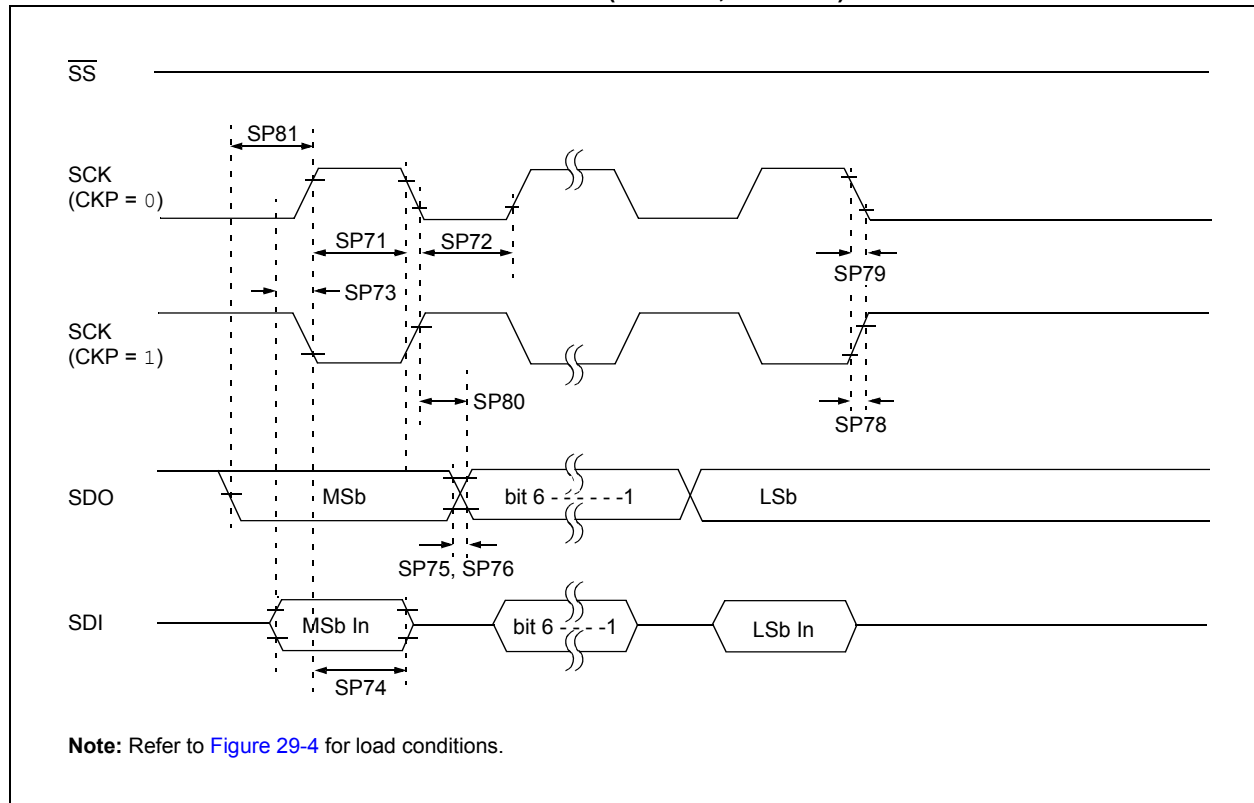 SS
SP81
SCK
(CKP = 0)
SP71
SP72
SP79
SP73
SCK
(CKP = 1)
SP80
SP78
SDO
MSb
bit 6 - - - - - -1
LSb
SP75, SP76
SDI
MSb In
bit 6 - - - -1
LSb In
SP74
Note: Refer to Figure 29-4 for load conditions.